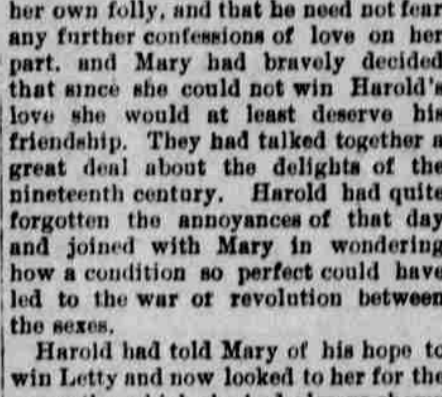 her own folly, and that he need not fear
any further confessions of love on her
part. and Mary had bravely decided
that since she could not win Harold's
love she would at least deserve his
friendship. They had talked together a
great deal about the delights of the
nineteenth century. Harold had quite
forgotten the annoyances of that day
and joined with Mary in wondering
how a condition so perfect could have
led to the war or revolution between
the sexes.
Harold had told Mary of his hope to
win Letty and now looked to her for the